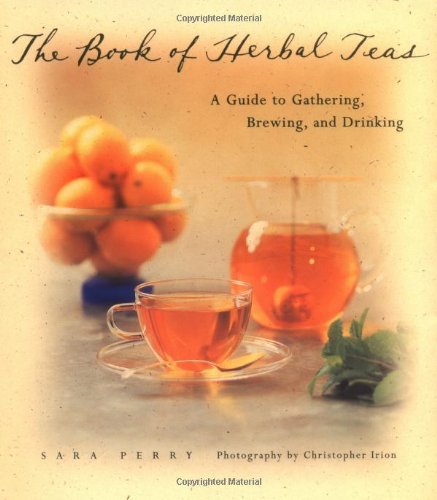 Copyrighted Material
The Book of Herbal Teas
A Guide to Gathering,
Brewing, and Drinking
SARA PERRY Photography by Christopher Irion
Copyrighted Material